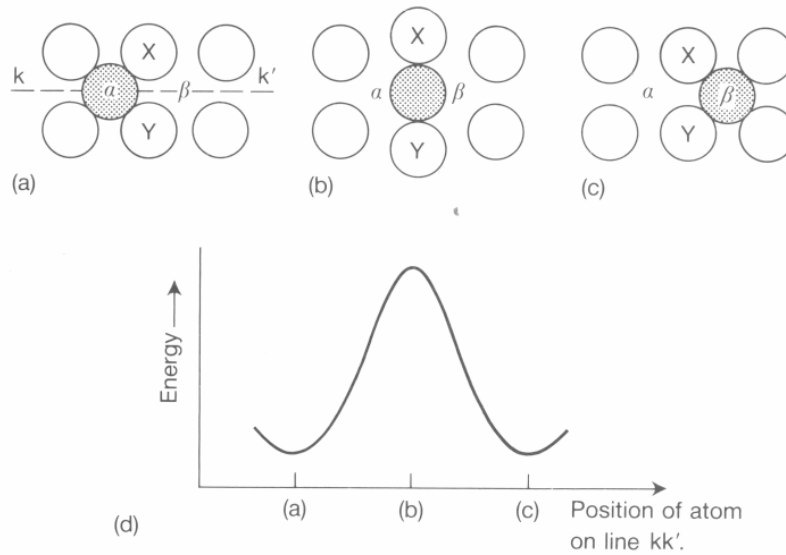 X X X
k α β k′ α β α β
Y Y Y
(a) (b) (c)
Energy
(a) (b) (c) Position of atom
(d) on line kk′.